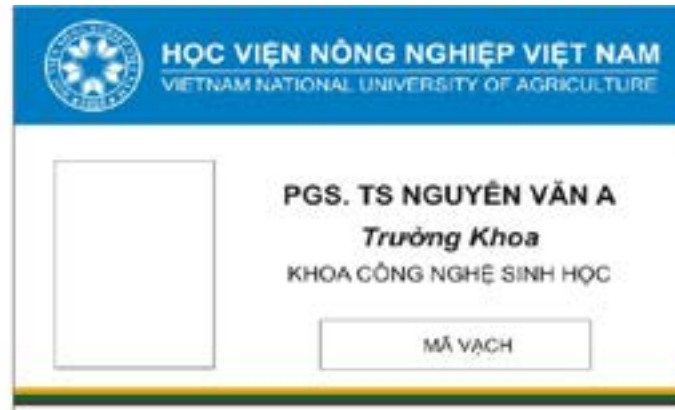 HỌC VIỆN NÔNG NGHIỆP VIỆT NAM
VIETNAM NATIONAL UNIVERSITY OF AGRICULTURE
PGS. TS NGUYỄN VĂN A
Trưởng Khoa
KHOA CÔNG NGHỆ SINH HỌC
MÃ VẠCH